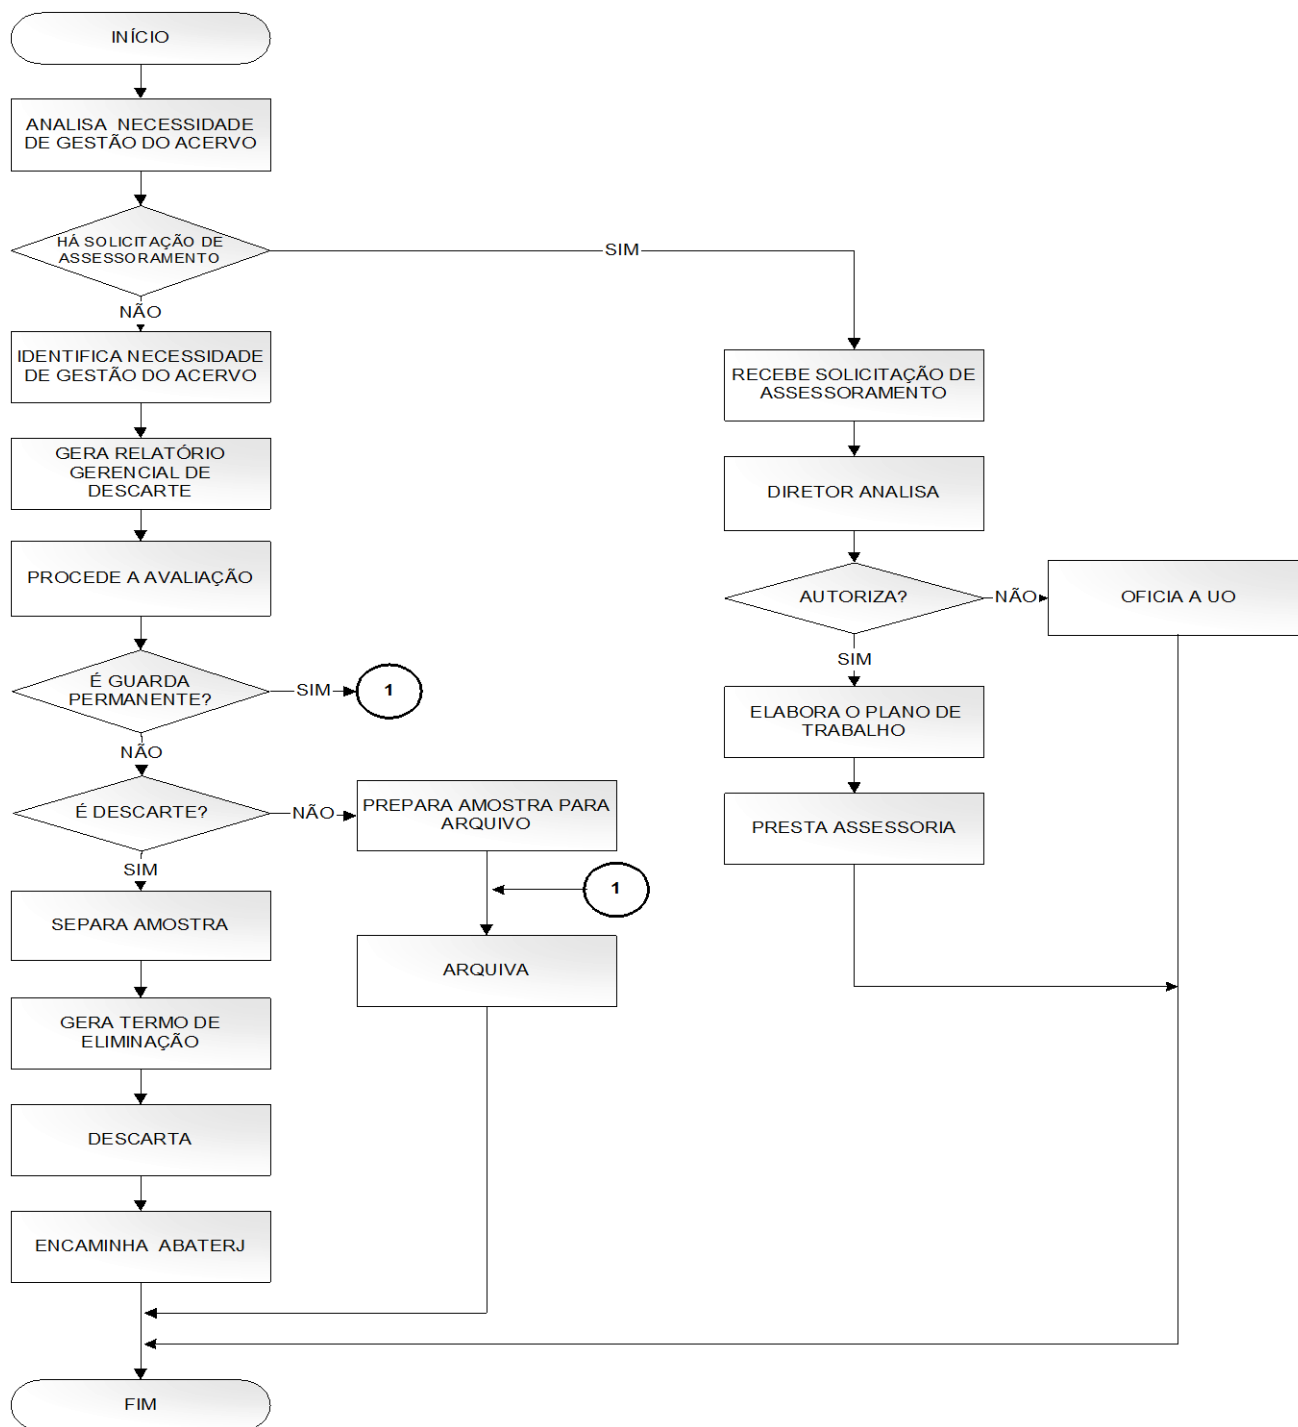 INÍCIO
ANALISA NECESSIDADE
DE GESTÃO DO ACERVO
HÁ SOLICITAÇÃO DE
ASSESSORAMENTO
SIM
NÃO
IDENTIFICA NECESSIDADE
DE GESTÃO DO ACERVO
RECEBE SOLICITAÇÃO DE
ASSESSORAMENTO
GERA RELATÓRIO
GERENCIAL DE
DESCARTE
DIRETOR ANALISA
PROCEDE A AVALIAÇÃO
AUTORIZA?
NÃO
OFICIA A UO
SIM
É GUARDA
PERMANENTE?
SIM
1
ELABORA O PLANO DE
TRABALHO
NÃO
É DESCARTE?
NÃO
PREPARA AMOSTRA PARA
ARQUIVO
PRESTA ASSESSORIA
SIM
1
SEPARA AMOSTRA
ARQUIVA
GERA TERMO DE
ELIMINAÇÃO
DESCARTA
ENCAMINHA ABATERJ
FIM